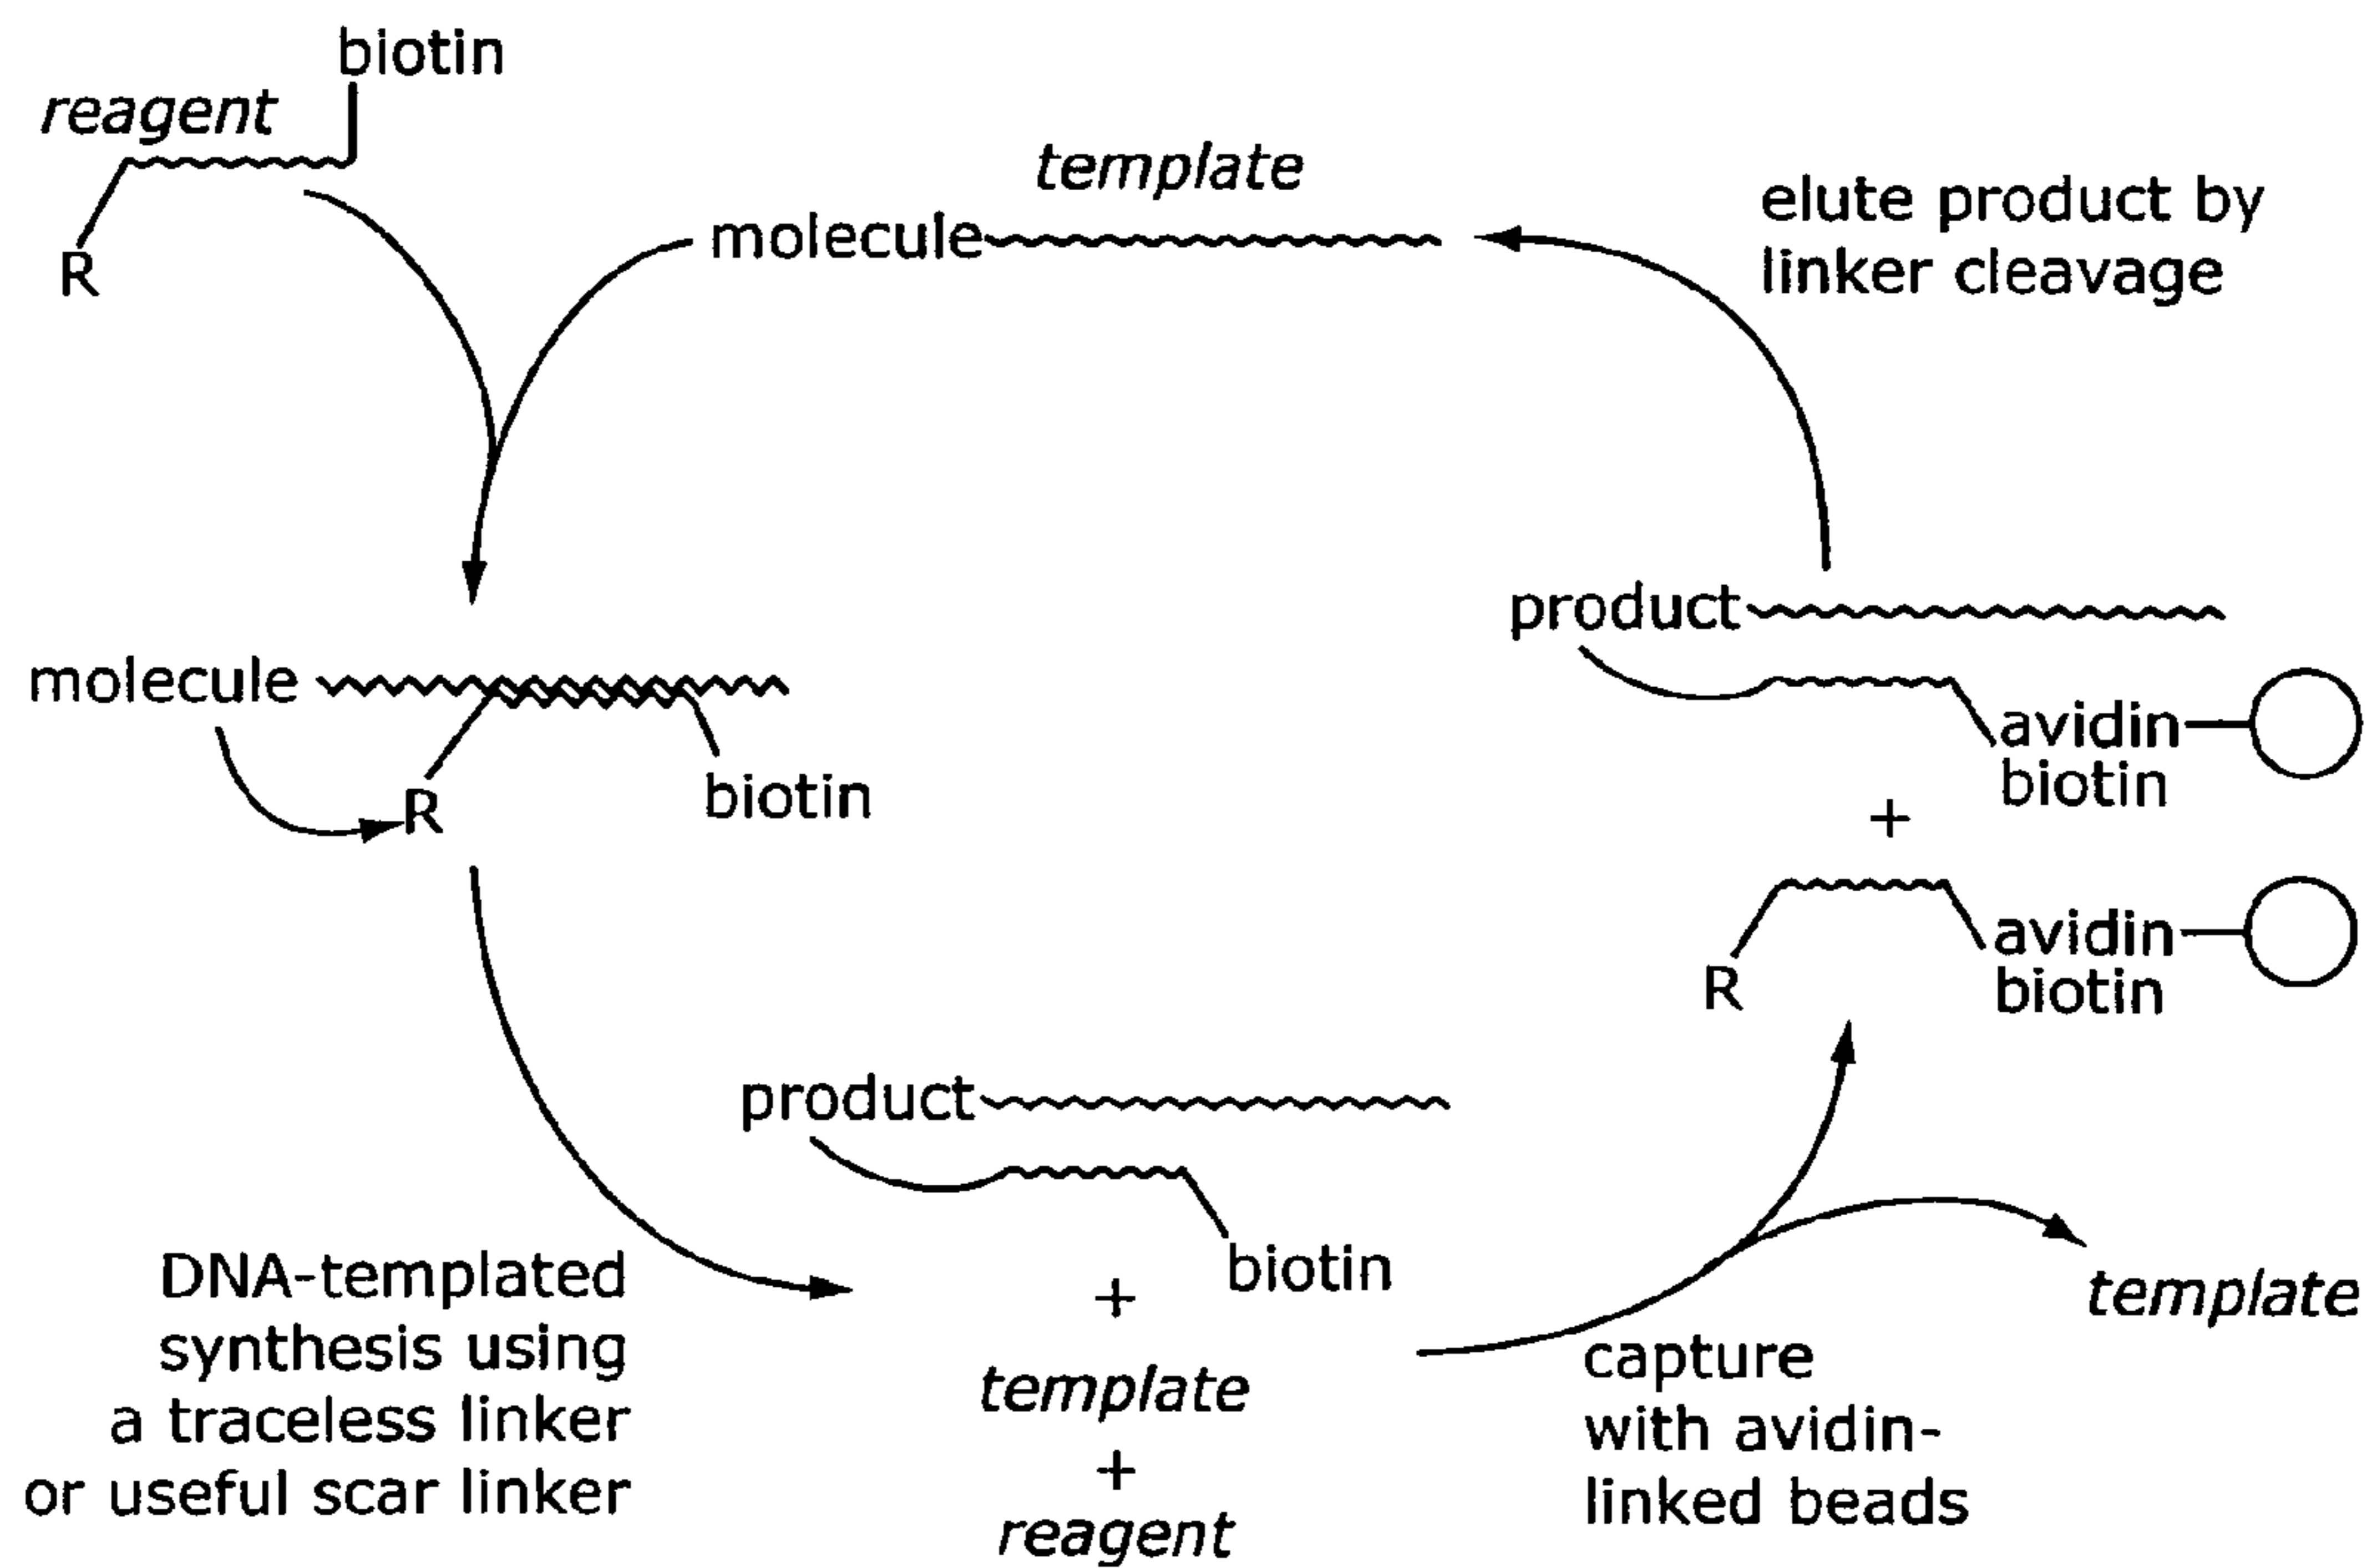 biotin
reagent
R
template
molecule
elute product by
linker cleavage
molecule
R
biotin
product
avidin
biotin
+
R
avidin
biotin
DNA-templated
synthesis using
a traceless linker
or useful scar linker
product
biotin
+
template
+
reagent
capture
with avidin-
linked beads
template